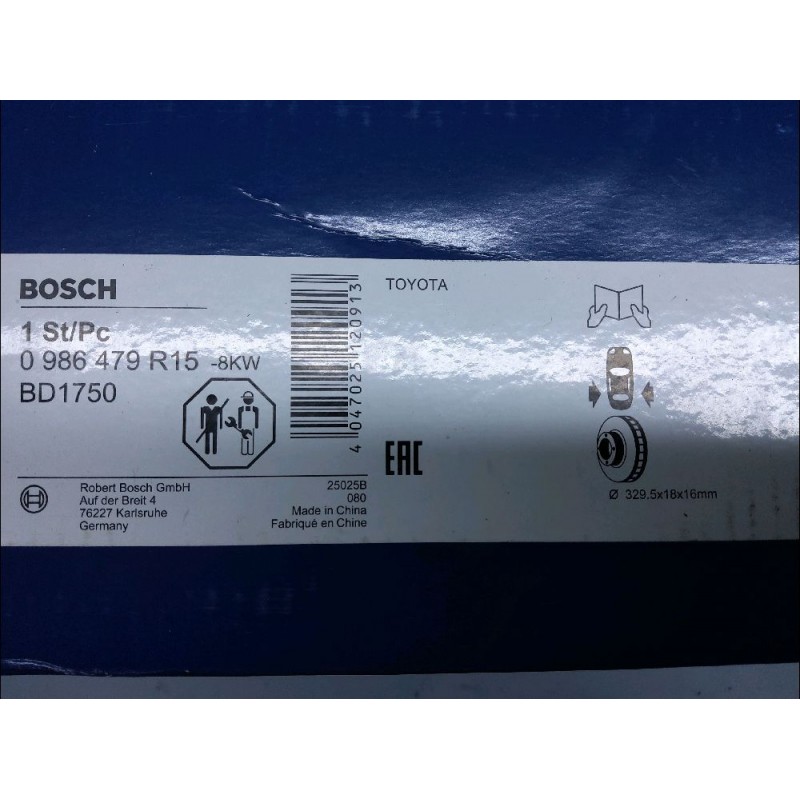 BOSCH
1 St/Pc
0 986 479 R15 -8KW
BD1750
4 047025 120913
TOYOTA
EAC
Robert Bosch GmbH
Auf der Breit 4
76227 Karlsruhe
Germany
25025B
080
Made in China
Fabriqué en Chine
Ø 329.5x18x16mm